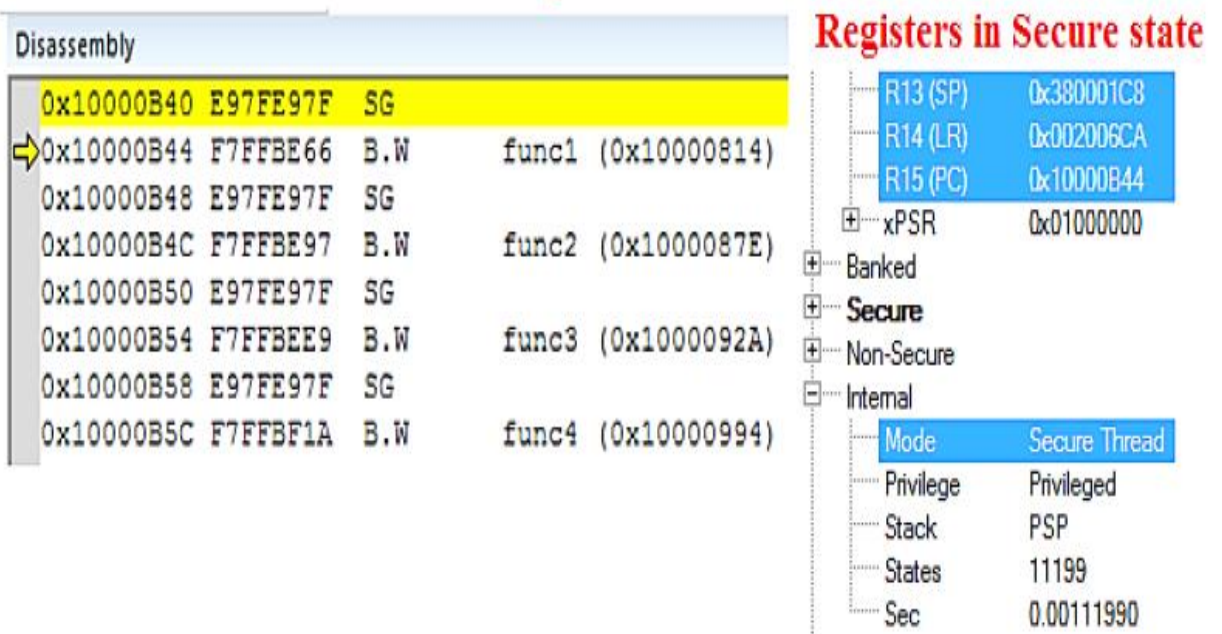 Disassembly
0x10000B40 E97FE97F SG
0x10000B44 F7FFBE66 B.W func1 (0x10000814)
0x10000B48 E97FE97F SG
0x10000B4C F7FFBE97 B.W func2 (0x1000087E)
0x10000B50 E97FE97F SG
0x10000B54 F7FFBEE9 B.W func3 (0x1000092A)
0x10000B58 E97FE97F SG
0x10000B5C F7FFBF1A B.W func4 (0x10000994)
Registers in Secure state
R13 (SP) 0x380001C8
R14 (LR) 0x002006CA
R15 (PC) 0x10000B44
xPSR 0x01000000
Banked
Secure
Non-Secure
Internal
Mode Secure Thread
Privilege Privileged
Stack PSP
States 11199
Sec 0.00111990